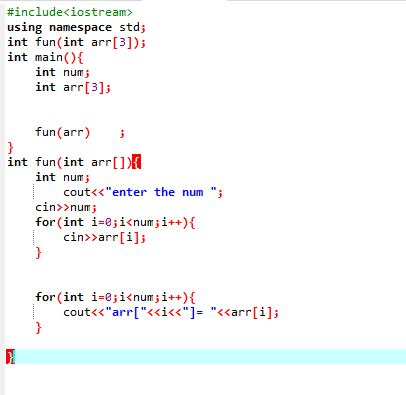 #include<iostream>
using namespace std;
int fun(int arr[3]);
int main(){
    int num;
    int arr[3];
    fun(arr)    ;
}
int fun(int arr[]){
    int num;
        cout<<"enter the num ";
    cin>>num;
    for(int i=0;i<num;i++){
        cin>>arr[i];
    }
    for(int i=0;i<num;i++){
        cout<<"arr["<<i<<"]= "<<arr[i];
    }
}